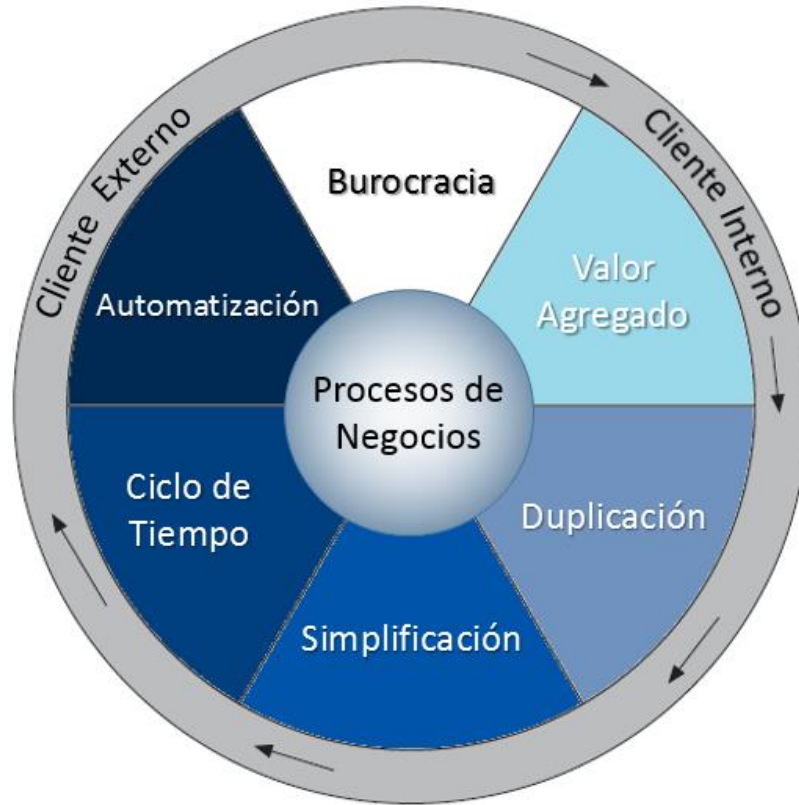 Cliente Externo
Cliente Interno
Burocracia
Valor
Agregado
Automatización
Procesos de
Negocios
Ciclo de
Tiempo
Duplicación
Simplificación